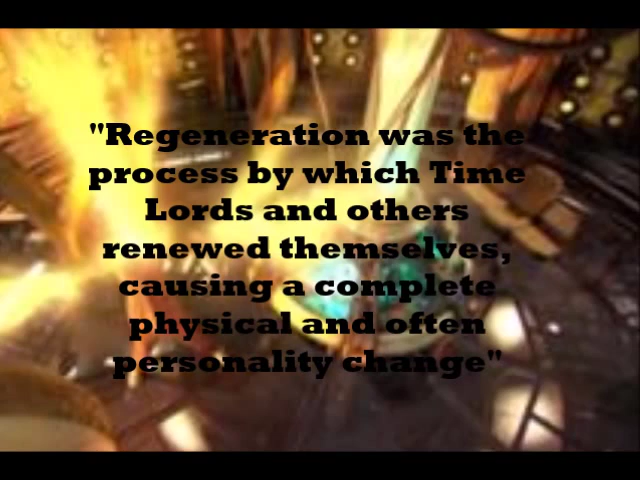 "Regeneration was the
process by which Time
Lords and others
renewed themselves,
causing a complete
physical and often
personality change"